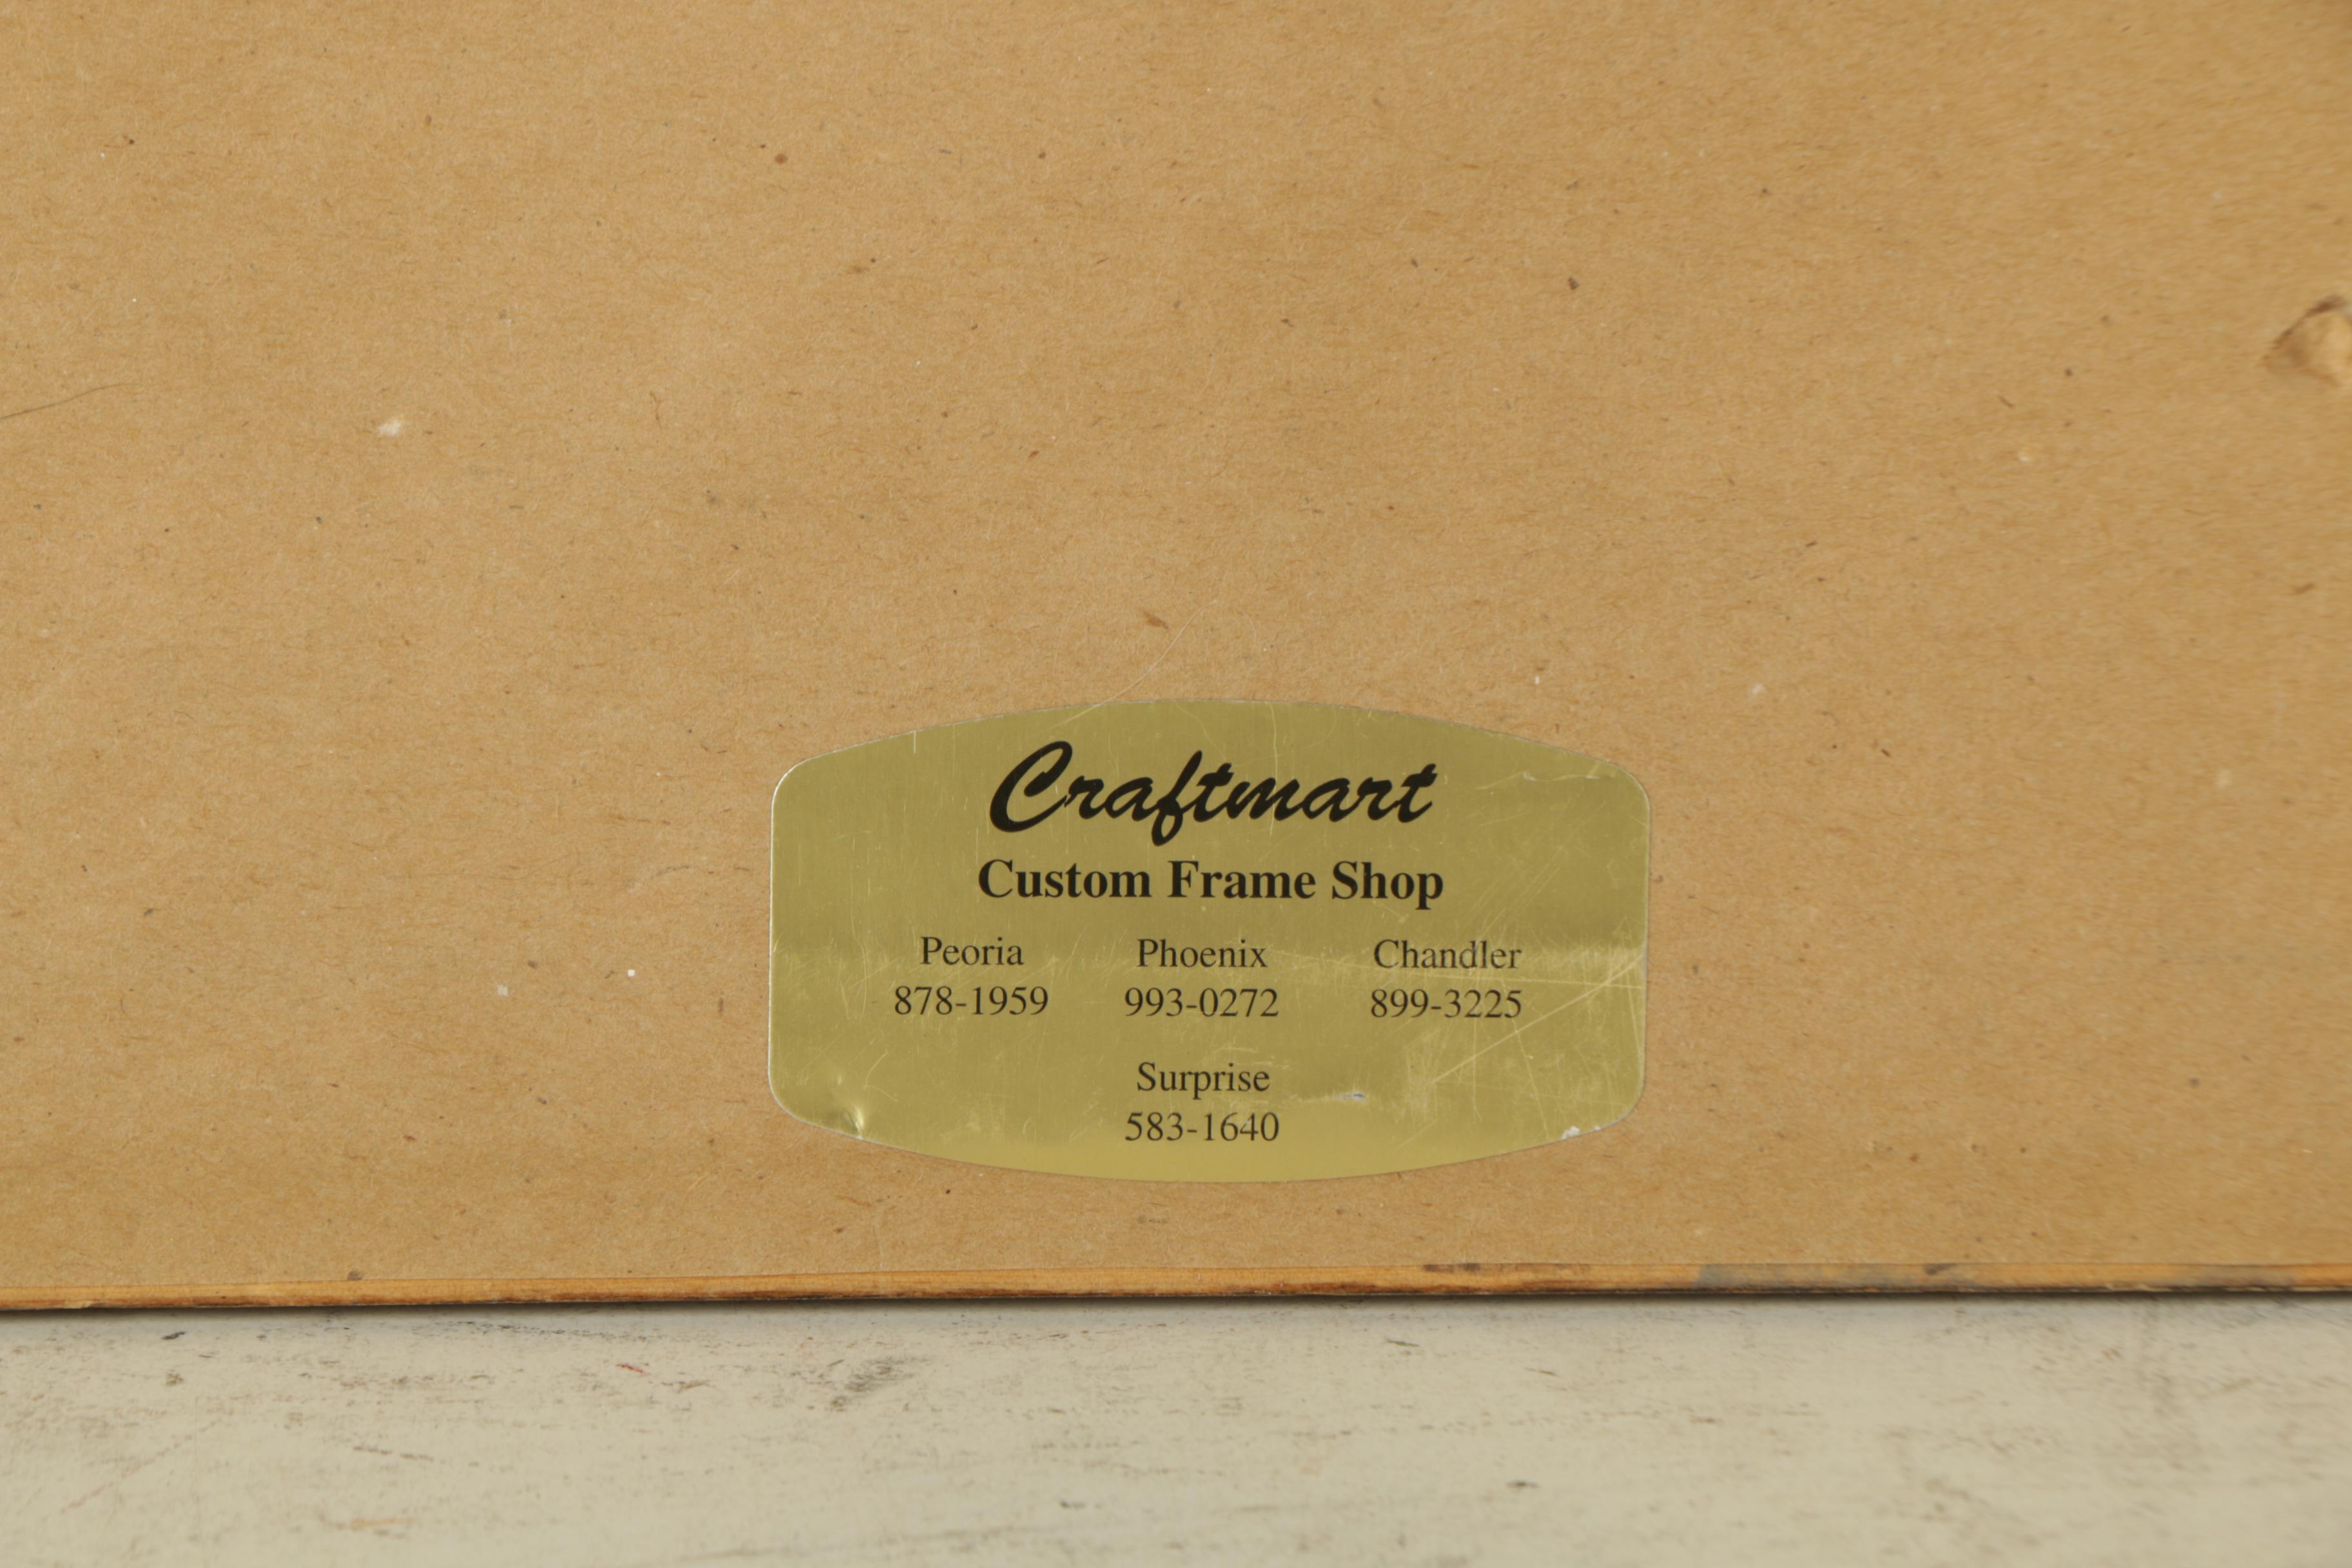 Craftmart
Custom Frame Shop
Peoria Phoenix Chandler
878-1959 993-0272 899-3225
Surprise
583-1640